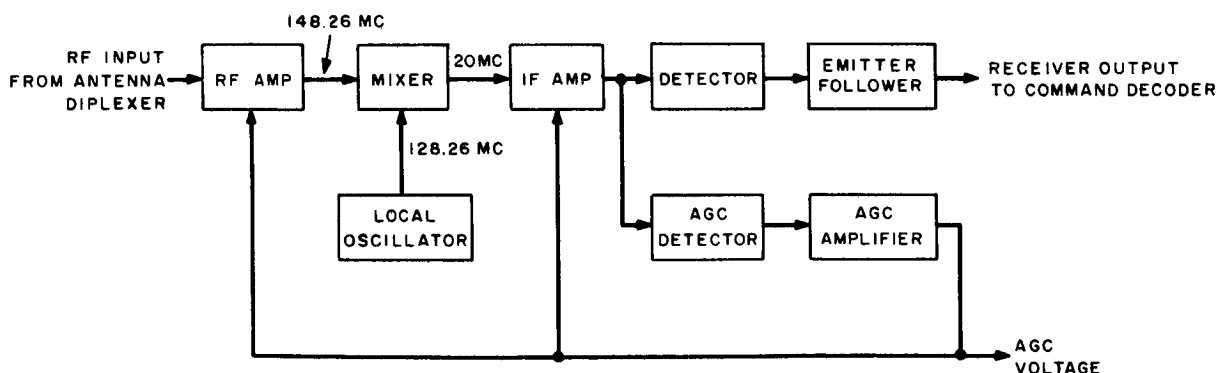 148.26 MC
RF INPUT
FROM ANTENNA
DIPLEXER
RF AMP
MIXER
20MC
IF AMP
DETECTOR
EMITTER
FOLLOWER
RECEIVER OUTPUT
TO COMMAND DECODER
128.26 MC
LOCAL
OSCILLATOR
AGC
DETECTOR
AGC
AMPLIFIER
AGC
VOLTAGE